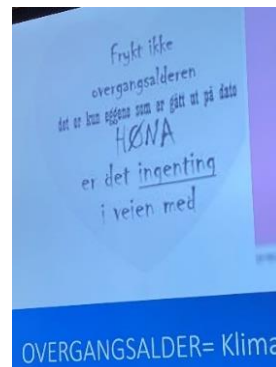 Frykt ikke
overgangsalderen
det er kun eggene som er gått ut på dato
HØNA
er det ingenting
i veien med
OVERGANGSALDER= Klima